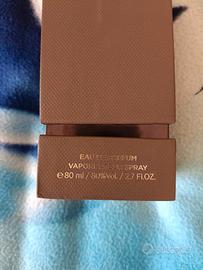 EAU DE PARFUM
VAPORISATEUR SPRAY
℮ 80 ml / 80%Vol. / 2.7 FL.OZ.